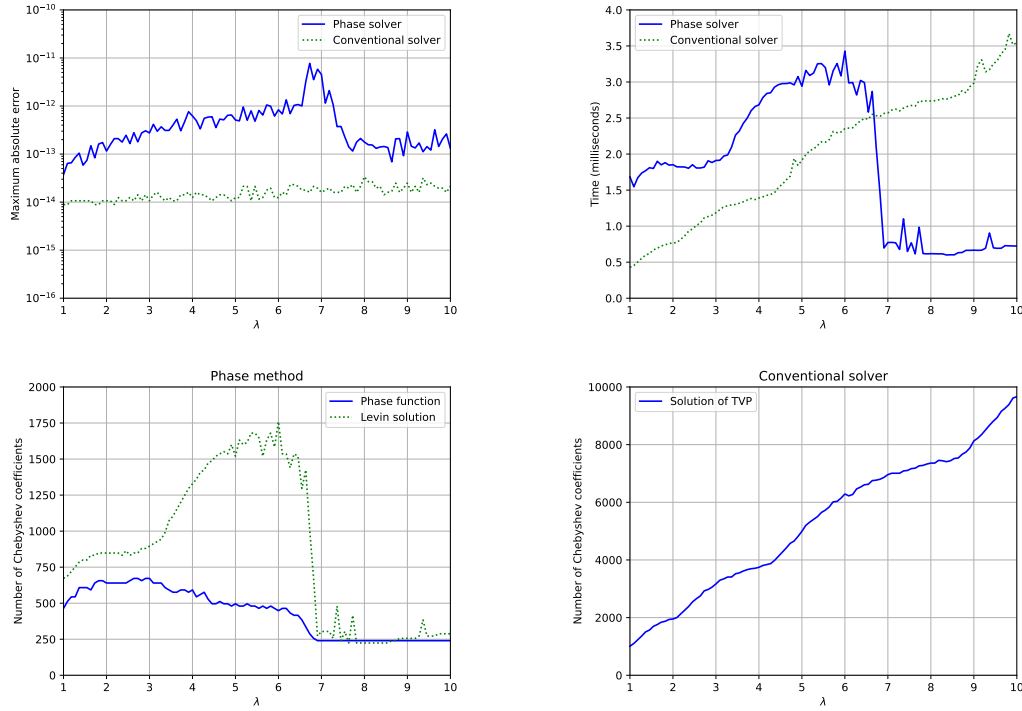 Maximum absolute error
10⁻¹⁰
10⁻¹¹
10⁻¹²
10⁻¹³
10⁻¹⁴
10⁻¹⁵
10⁻¹⁶
Phase solver
Conventional solver
1 2 3 4 5 6 7 8 9 10
λ
Time (milliseconds)
4.0
3.5
3.0
2.5
2.0
1.5
1.0
0.5
0.0
Phase solver
Conventional solver
1 2 3 4 5 6 7 8 9 10
λ
Phase method
Number of Chebyshev coefficients
2000
1750
1500
1250
1000
750
500
250
0
Phase function
Levin solution
1 2 3 4 5 6 7 8 9 10
λ
Conventional solver
Number of Chebyshev coefficients
10000
8000
6000
4000
2000
0
Solution of TVP
1 2 3 4 5 6 7 8 9 10
λ